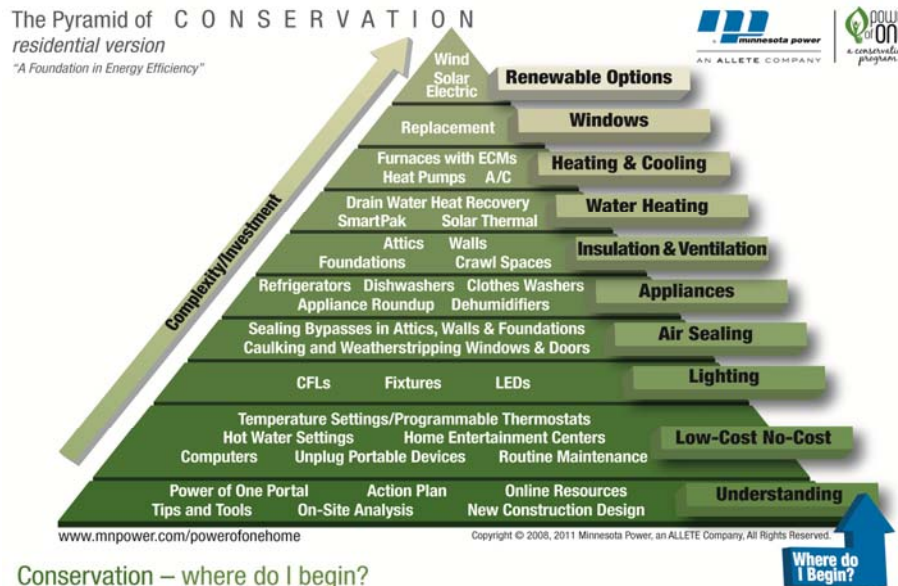 The Pyramid of CONSERVATION
residential version
"A Foundation in Energy Efficiency"
minnesota power
AN ALLETE COMPANY
power
of ONE
a conservation
program
Complexity/Investment
Wind
Solar
Electric
Renewable Options
Replacement
Windows
Furnaces with ECMs
Heat Pumps A/C
Heating & Cooling
Drain Water Heat Recovery
SmartPak Solar Thermal
Water Heating
Attics Walls
Foundations Crawl Spaces
Insulation & Ventilation
Refrigerators Dishwashers Clothes Washers
Appliance Roundup Dehumidifiers
Appliances
Sealing Bypasses in Attics, Walls & Foundations
Caulking and Weatherstripping Windows & Doors
Air Sealing
CFLs Fixtures LEDs
Lighting
Temperature Settings/Programmable Thermostats
Hot Water Settings Home Entertainment Centers
Computers Unplug Portable Devices Routine Maintenance
Low-Cost No-Cost
Power of One Portal Action Plan Online Resources
Tips and Tools On-Site Analysis New Construction Design
Understanding
www.mnpower.com/powerofonehome
Copyright © 2008, 2011 Minnesota Power, an ALLETE Company, All Rights Reserved.
Where do
I Begin?
Conservation – where do I begin?